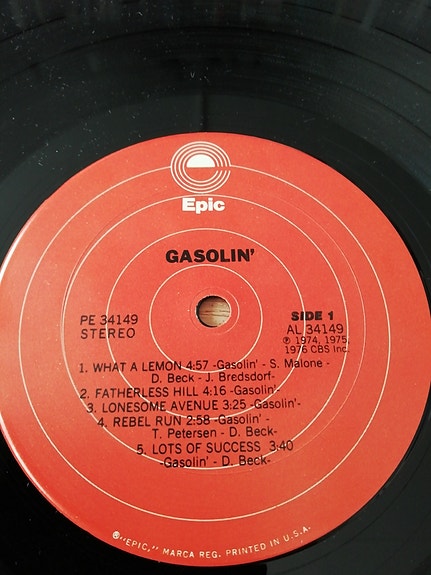 Epic
GASOLIN'
PE 34149
STEREO
SIDE 1
AL 34149
℗ 1974, 1975,
1976 CBS Inc.
1. WHAT A LEMON 4:57 -Gasolin' - S. Malone -
D. Beck - J. Bredsdorf-
2. FATHERLESS HILL 4:16 -Gasolin'-
3. LONESOME AVENUE 3:25 -Gasolin'-
4. REBEL RUN 2:58 -Gasolin' -
T. Petersen - D. Beck-
5. LOTS OF SUCCESS 3:40
-Gasolin' - D. Beck-
®"EPIC," MARCA REG. PRINTED IN U.S.A.